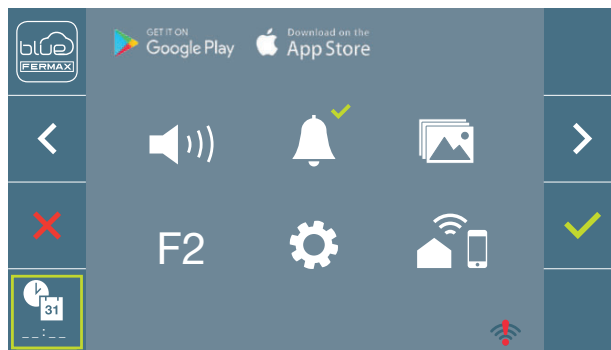 blue
FERMAX
GET IT ON
Google Play
Download on the
App Store
F2
31
_ _ : _ _